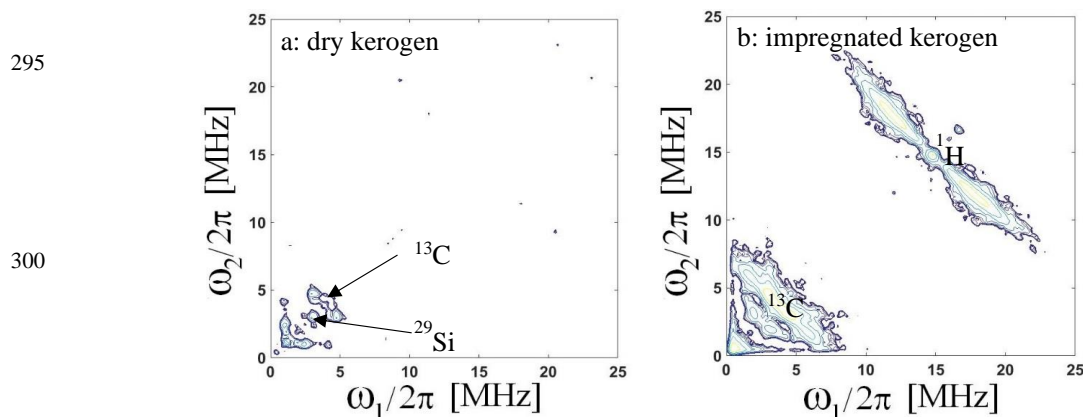 295
300
a: dry kerogen
25
20
15
10
5
0
ω₂/2π [MHz]
¹³C
²⁹Si
0 5 10 15 20 25
ω₁/2π [MHz]
b: impregnated kerogen
25
20
15
10
5
0
ω₂/2π [MHz]
¹H
¹³C
0 5 10 15 20 25
ω₁/2π [MHz]